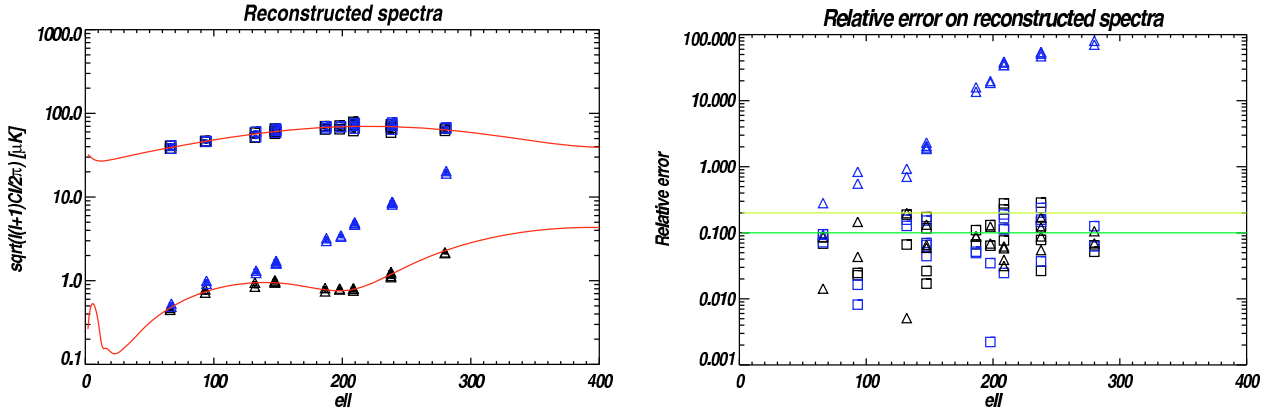 Reconstructed spectra
1000.0
100.0
10.0
1.0
0.1
sqrt(l(l+1)Cl/2π) [μK]
0 100 200 300 400
ell
Relative error on reconstructed spectra
100.000
10.000
1.000
0.100
0.010
0.001
Relative error
0 100 200 300 400
ell